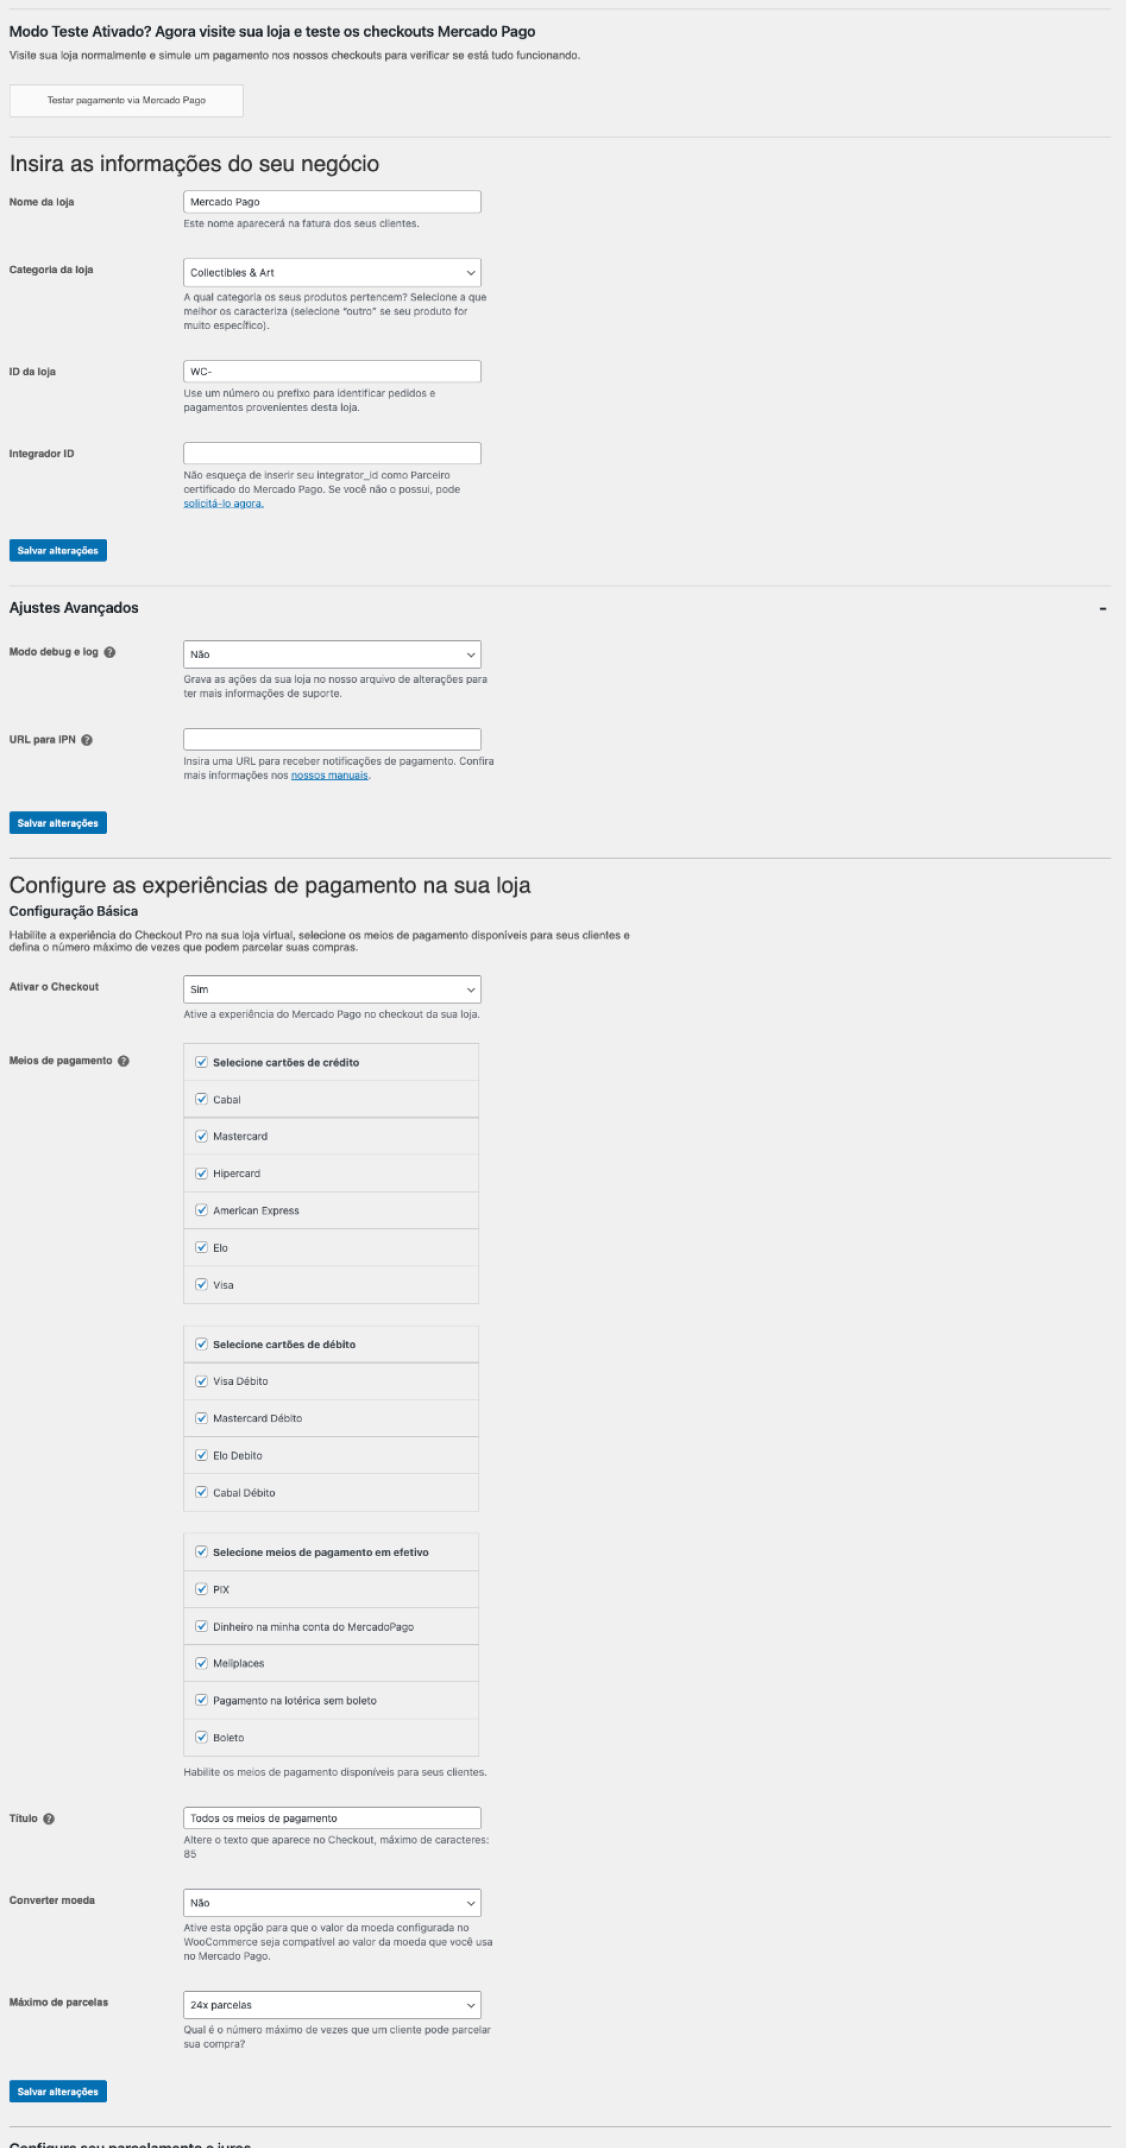 Modo Teste Ativado? Agora visite sua loja e teste os checkouts Mercado Pago
Visite sua loja normalmente e simule um pagamento nos nossos checkouts para verificar se está tudo funcionando.
Testar pagamento via Mercado Pago
Insira as informações do seu negócio
Nome da loja
Mercado Pago
Este nome aparecerá na fatura dos seus clientes.
Categoria da loja
Collectibles & Art
A qual categoria os seus produtos pertencem? Selecione a que
melhor os caracteriza (selecione "outro" se seu produto for
muito específico).
ID da loja
WC-
Use um número ou prefixo para identificar pedidos e
pagamentos provenientes desta loja.
Integrador ID
Não esqueça de inserir seu integrator_id como Parceiro
certificado do Mercado Pago. Se você não o possui, pode
solicitá-lo agora.
Salvar alterações
Ajustes Avançados
-
Modo debug e log ?
Não
Grava as ações da sua loja no nosso arquivo de alterações para
ter mais informações de suporte.
URL para IPN ?
Insira uma URL para receber notificações de pagamento. Confira
mais informações nos nossos manuais.
Salvar alterações
Configure as experiências de pagamento na sua loja
Configuração Básica
Habilite a experiência do Checkout Pro na sua loja virtual, selecione os meios de pagamento disponíveis para seus clientes e
defina o número máximo de vezes que podem parcelar suas compras.
Ativar o Checkout
Sim
Ative a experiência do Mercado Pago no checkout da sua loja.
Meios de pagamento ?
Selecione cartões de crédito
Cabal
Mastercard
Hipercard
American Express
Elo
Visa
Selecione cartões de débito
Visa Débito
Mastercard Débito
Elo Debito
Cabal Débito
Selecione meios de pagamento em efetivo
PIX
Dinheiro na minha conta do MercadoPago
Meliplaces
Pagamento na lotérica sem boleto
Boleto
Habilite os meios de pagamento disponíveis para seus clientes.
Título ?
Todos os meios de pagamento
Altere o texto que aparece no Checkout, máximo de caracteres:
85
Converter moeda
Não
Ative esta opção para que o valor da moeda configurada no
WooCommerce seja compatível ao valor da moeda que você usa
no Mercado Pago.
Máximo de parcelas
24x parcelas
Qual é o número máximo de vezes que um cliente pode parcelar
sua compra?
Salvar alterações